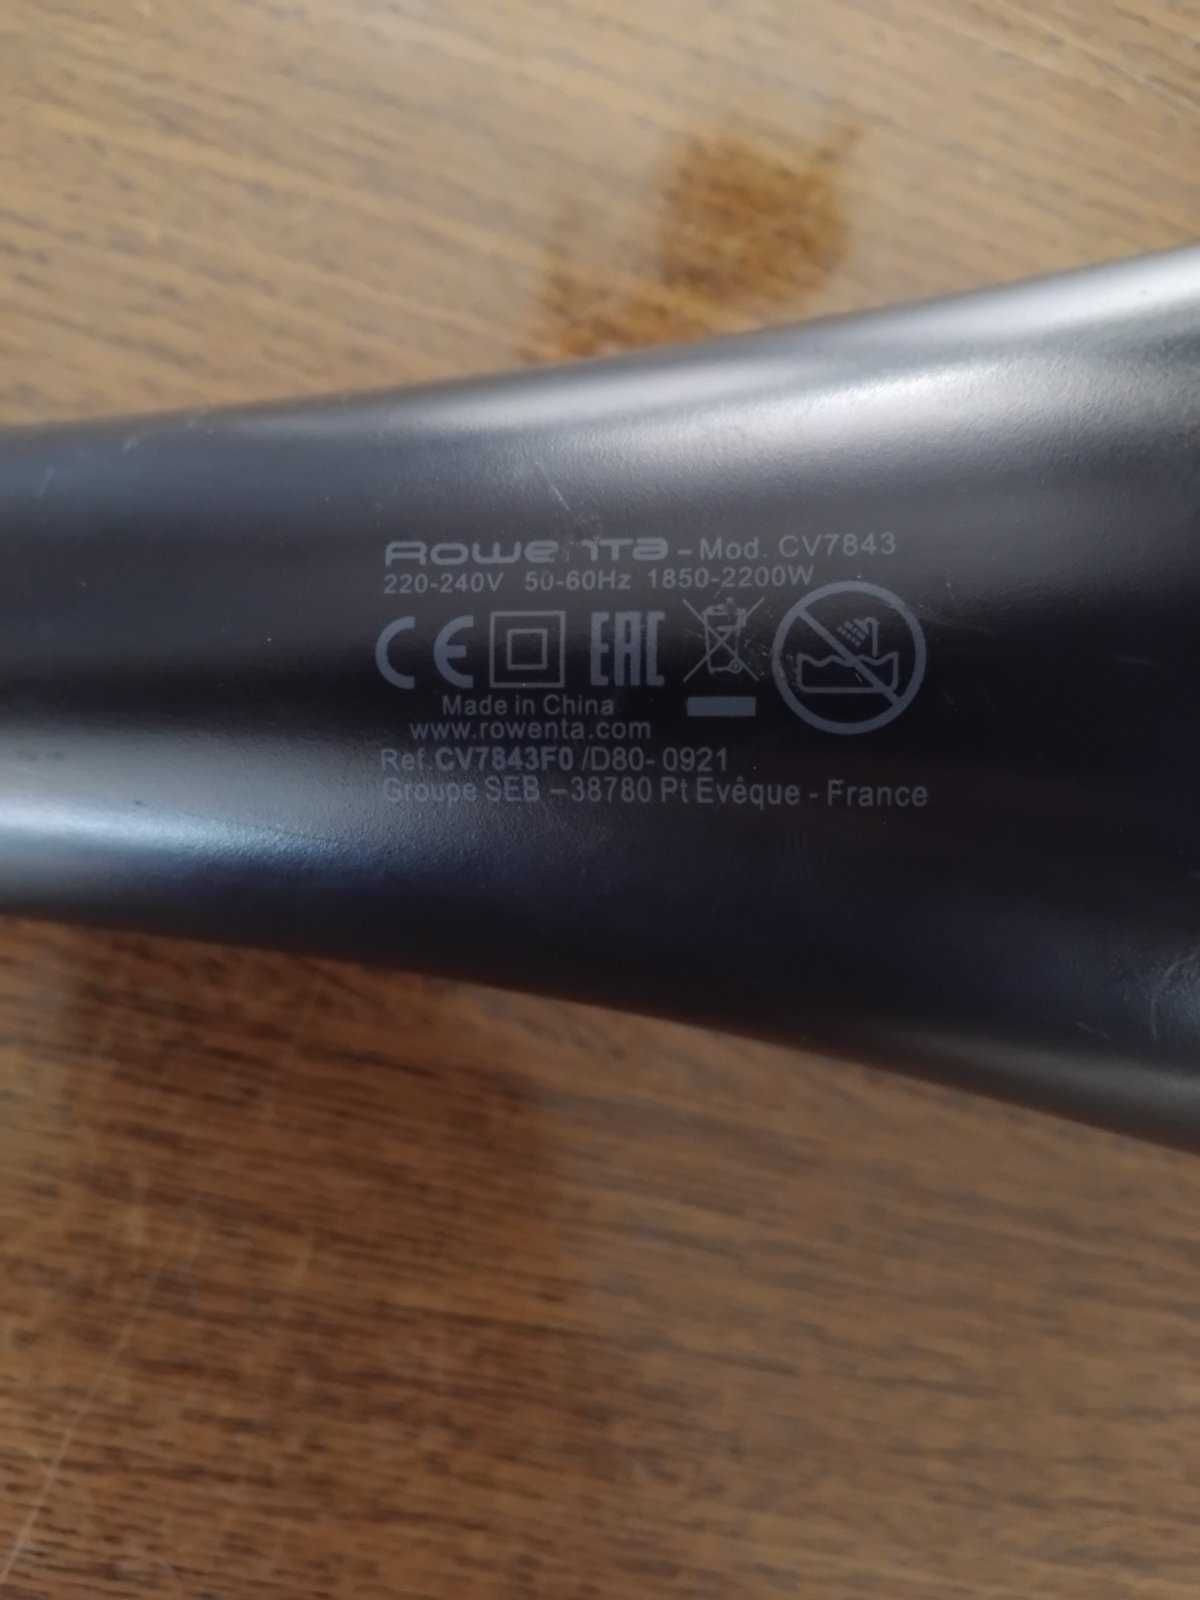 Rowenta - Mod. CV7843
220-240V 50-60Hz 1850-2200W
CE EAC
Made in China
www.rowenta.com
Ref.CV7843F0 /D80- 0921
Groupe SEB – 38780 Pt Evêque - France